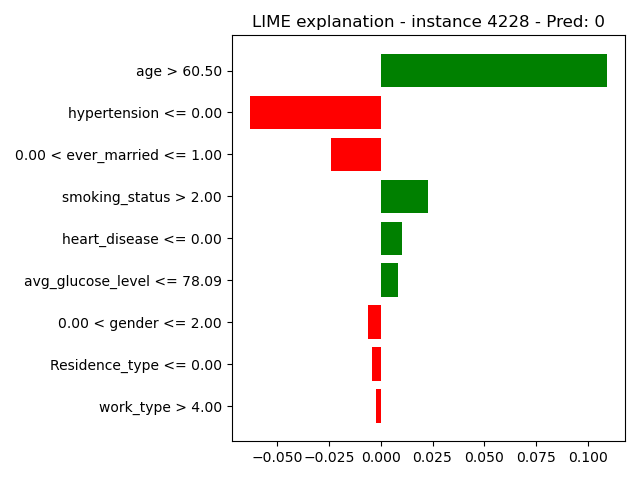 LIME explanation - instance 4228 - Pred: 0
age > 60.50
hypertension <= 0.00
0.00 < ever_married <= 1.00
smoking_status > 2.00
heart_disease <= 0.00
avg_glucose_level <= 78.09
0.00 < gender <= 2.00
Residence_type <= 0.00
work_type > 4.00
−0.050 −0.025 0.000 0.025 0.050 0.075 0.100